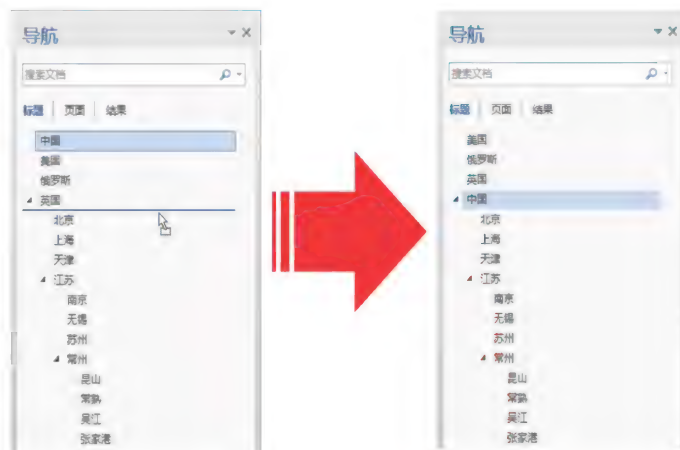 导航
搜索文档
标题 页面 结果
中国
美国
俄罗斯
英国
北京
上海
天津
江苏
南京
无锡
苏州
常州
昆山
常熟
吴江
张家港
导航
搜索文档
标题 页面 结果
美国
俄罗斯
英国
中国
北京
上海
天津
江苏
南京
无锡
苏州
常州
昆山
常熟
吴江
张家港